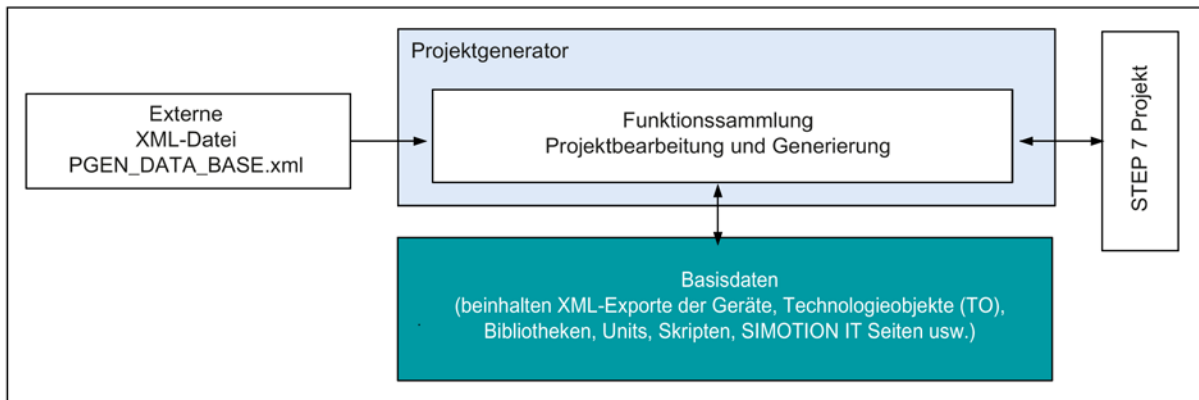 Projektgenerator
Externe
XML-Datei
PGEN_DATA_BASE.xml
Funktionssammlung
Projektbearbeitung und Generierung
STEP 7 Projekt
Basisdaten
(beinhalten XML-Exporte der Geräte, Technologieobjekte (TO),
Bibliotheken, Units, Skripten, SIMOTION IT Seiten usw.)